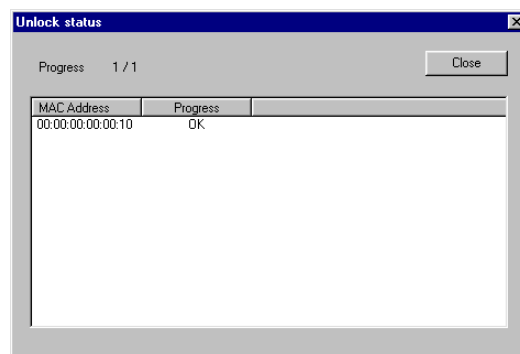 Unlock status
Progress 1 / 1
Close
MAC Address Progress
00:00:00:00:00:10 OK